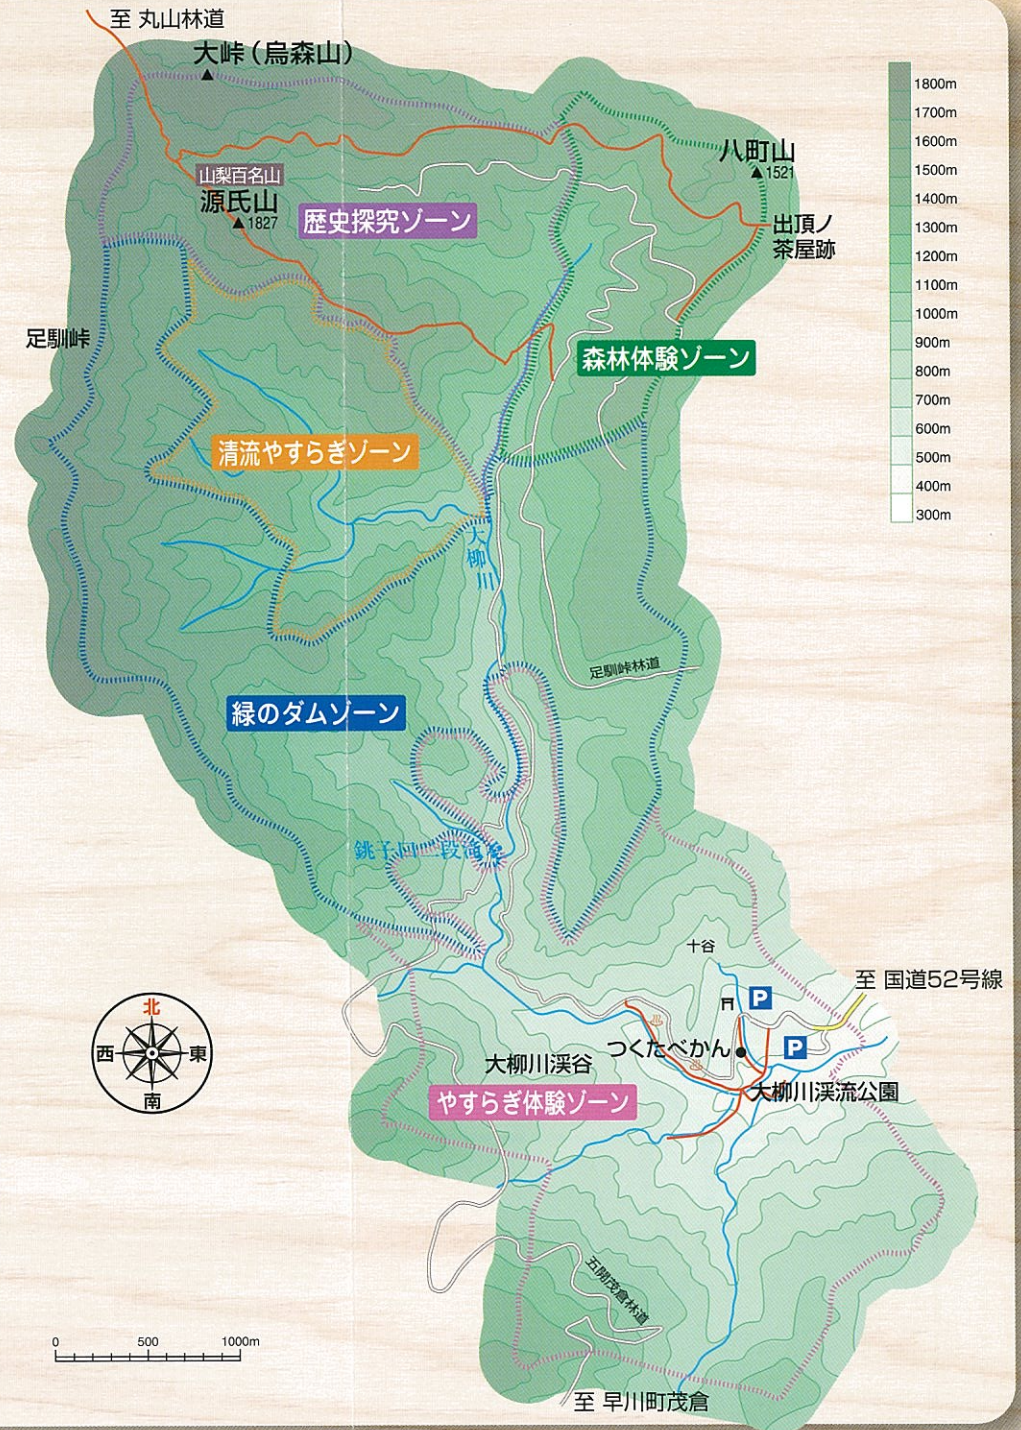 至 丸山林道
大峠（烏森山）
八町山
1521
山梨百名山
源氏山
1827
歴史探究ゾーン
出頂ノ
茶屋跡
足馴峠
森林体験ゾーン
清流やすらぎゾーン
大柳川
足馴峠林道
緑のダムゾーン
銚子口二段滝
十谷
至 国道52号線
P
P
つくたべかん
大柳川渓谷
大柳川渓流公園
やすらぎ体験ゾーン
五開茂倉林道
至 早川町茂倉
北
西
東
南
0 500 1000m
1800m
1700m
1600m
1500m
1400m
1300m
1200m
1100m
1000m
900m
800m
700m
600m
500m
400m
300m